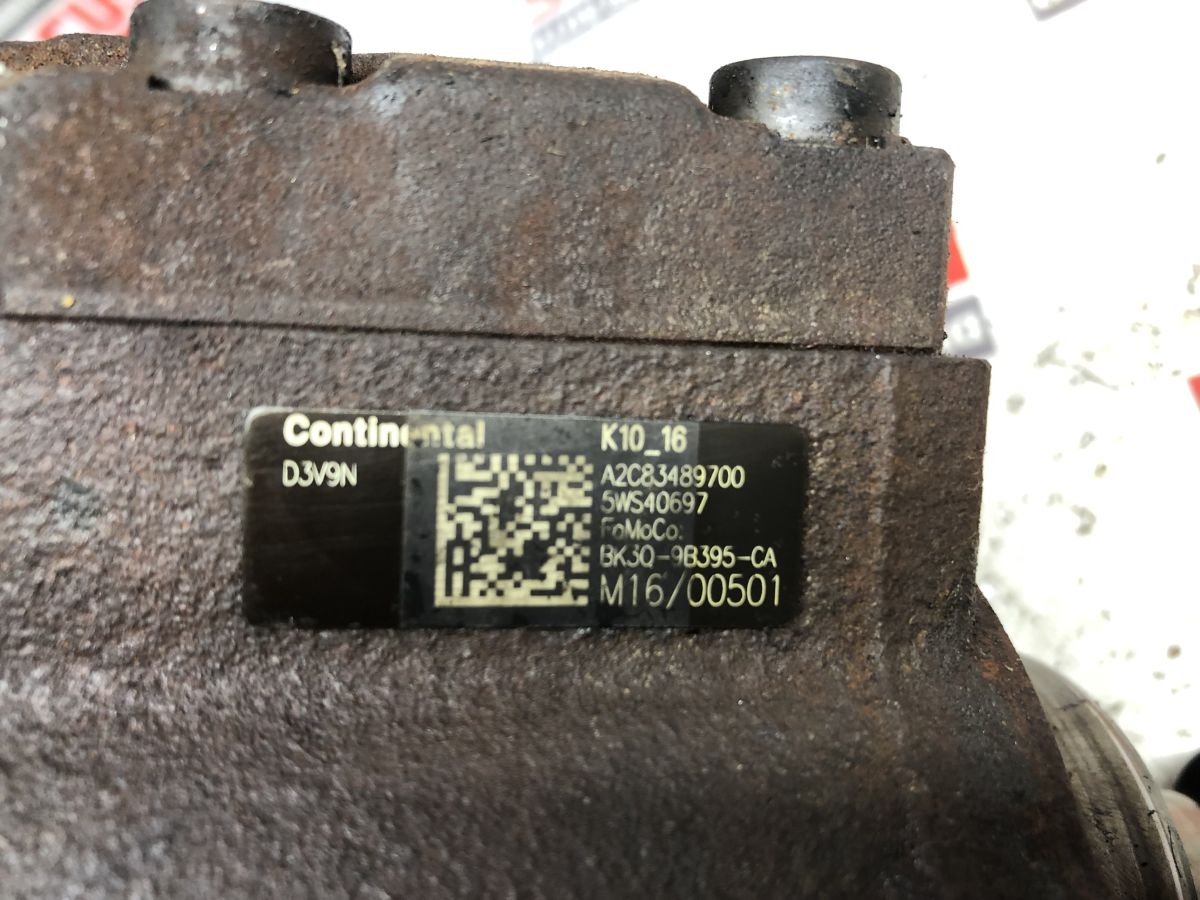 Continental
D3V9N
K10_16
A2C83489700
5WS40697
FoMoCo:
BK3Q-9B395-CA
M16/00501